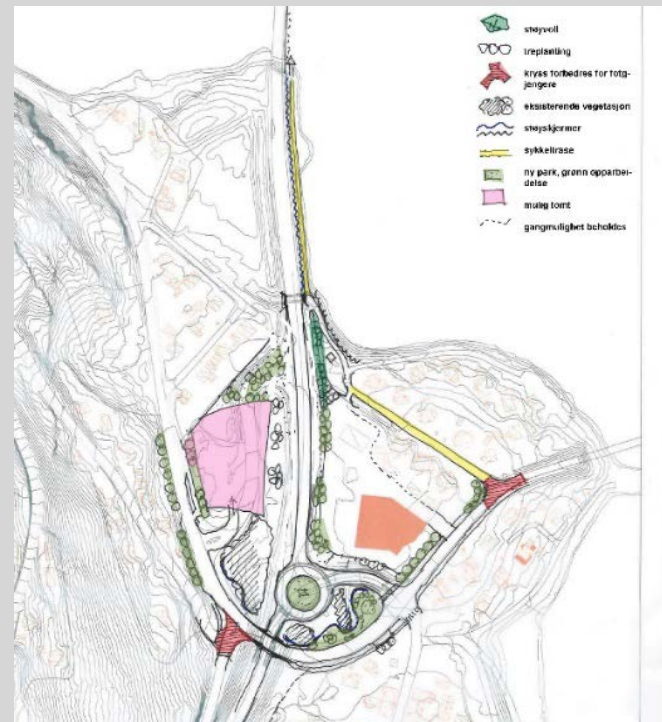 støyvoll
treplanting
kryss forbedres for fotg-
jengere
eksisterende vegetasjon
støyskjermer
sykkeltrase
ny park, grønn opparbei-
delse
mulig tomt
gangmulighet beholdes